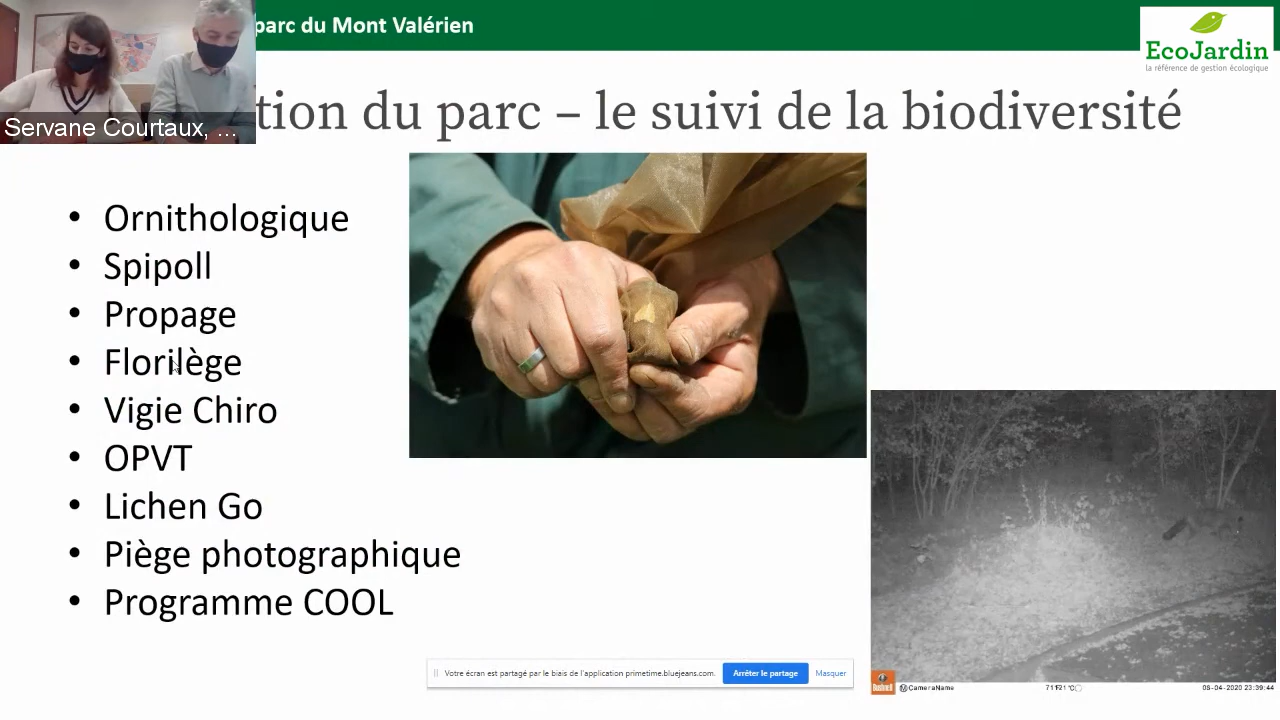 parc du Mont Valérien
EcoJardin
la référence de gestion écologique
Servane Courtaux, ...
tion du parc – le suivi de la biodiversité
• Ornithologique
• Spipoll
• Propage
• Florilège
• Vigie Chiro
• OPVT
• Lichen Go
• Piège photographique
• Programme COOL
Votre écran est partagé par le biais de l'application primetime.bluejeans.com. Arrêter le partage Masquer
Bushnell CameraName 05-04-2020 23:39:44